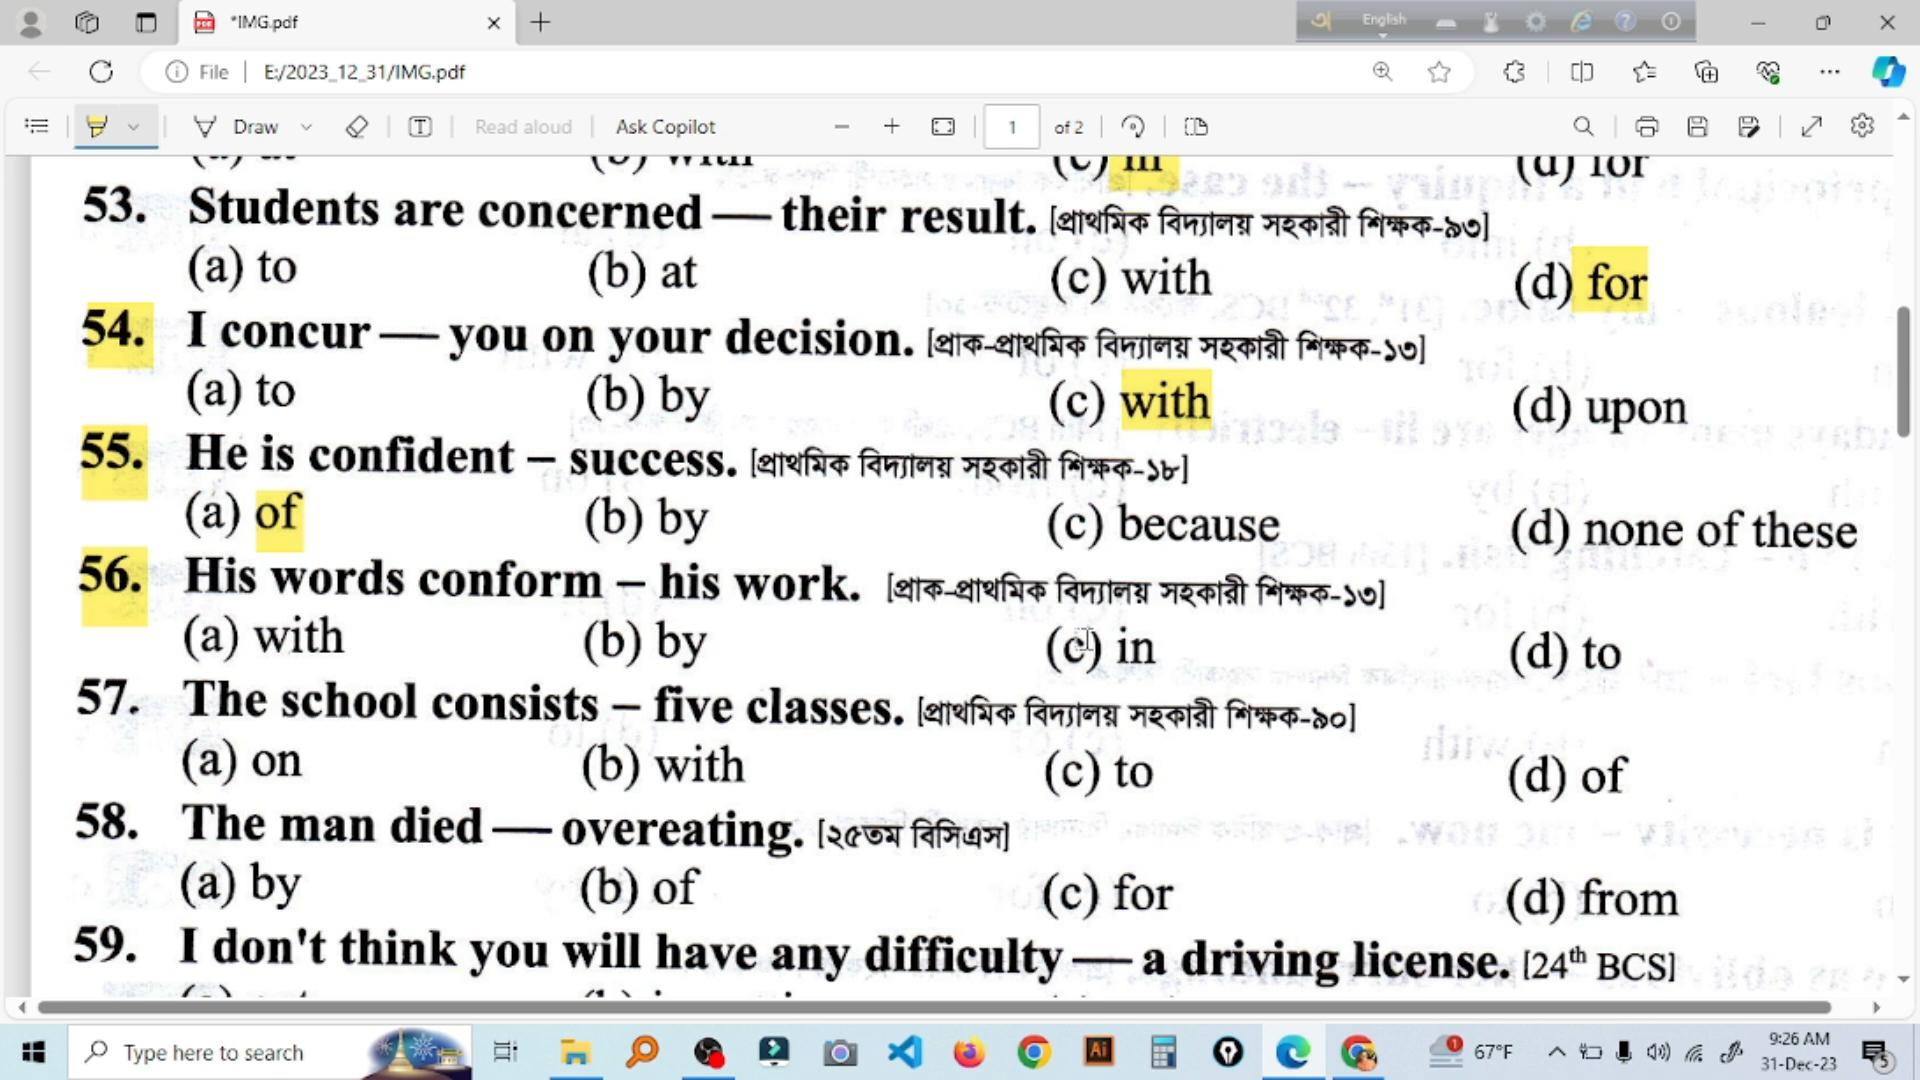 *IMG.pdf
English
File
E:/2023_12_31/IMG.pdf
Draw
Read aloud
Ask Copilot
1 of 2
(b) with (c) in (d) for
53. Students are concerned — their result. [প্রাথমিক বিদ্যালয় সহকারী শিক্ষক-৯৩]
(a) to (b) at (c) with (d) for
54. I concur — you on your decision. [প্রাক-প্রাথমিক বিদ্যালয় সহকারী শিক্ষক-১৩]
(a) to (b) by (c) with (d) upon
55. He is confident – success. [প্রাথমিক বিদ্যালয় সহকারী শিক্ষক-১৮]
(a) of (b) by (c) because (d) none of these
56. His words conform – his work. [প্রাক-প্রাথমিক বিদ্যালয় সহকারী শিক্ষক-১৩]
(a) with (b) by (c) in (d) to
57. The school consists – five classes. [প্রাথমিক বিদ্যালয় সহকারী শিক্ষক-৯০]
(a) on (b) with (c) to (d) of
58. The man died — overeating. [২৫তম বিসিএস]
(a) by (b) of (c) for (d) from
59. I don't think you will have any difficulty — a driving license. [24th BCS]
Type here to search
67°F
9:26 AM
31-Dec-23